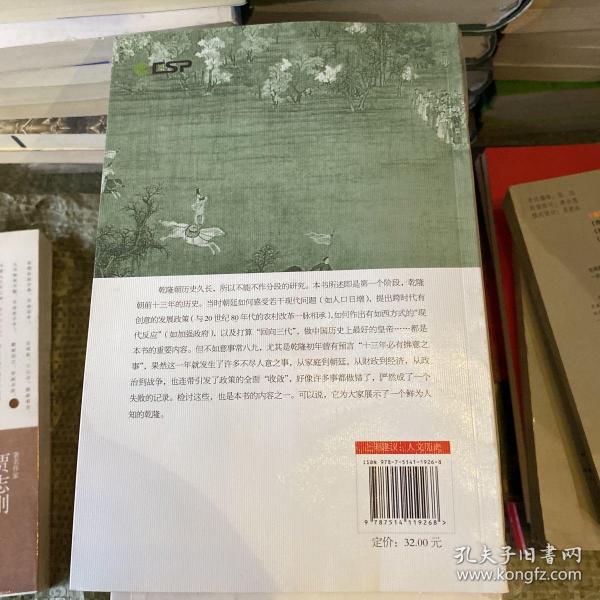 ESP
乾隆朝历史久长，所以不能不作分段的研究。本书所述即是第一个阶段，乾隆
朝前十三年的历史。当时朝廷如何感受若干现代问题（如人口日增），提出跨时代有
创意的发展政策（与20世纪80年代的农村改革一脉相承），如何作出有如西方式的“现
代反应”（如加强政府），以及打算“回向三代”，做中国历史上最好的皇帝……都是
本书的重要内容。但不如意事常八九，尤其是乾隆初年曾有预言“十三年必有拂意之
事”，果然这一年就发生了许多不尽人意之事，从家庭到朝廷，从财政到经济，从政
治到战争，也连带引发了政策的全面“收敛”，好像许多事都做错了，俨然成了一个
失败的记录。检讨这些，也是本书的内容之一。可以说，它为大家展示了一个鲜为人
知的乾隆。
上架建议：人文历史
ISBN 978-7-5141-1926-8
9 787514 119268>
定价：32.00 元
著名作家
贾志刚
孔夫子旧书网
www.kongfz.com